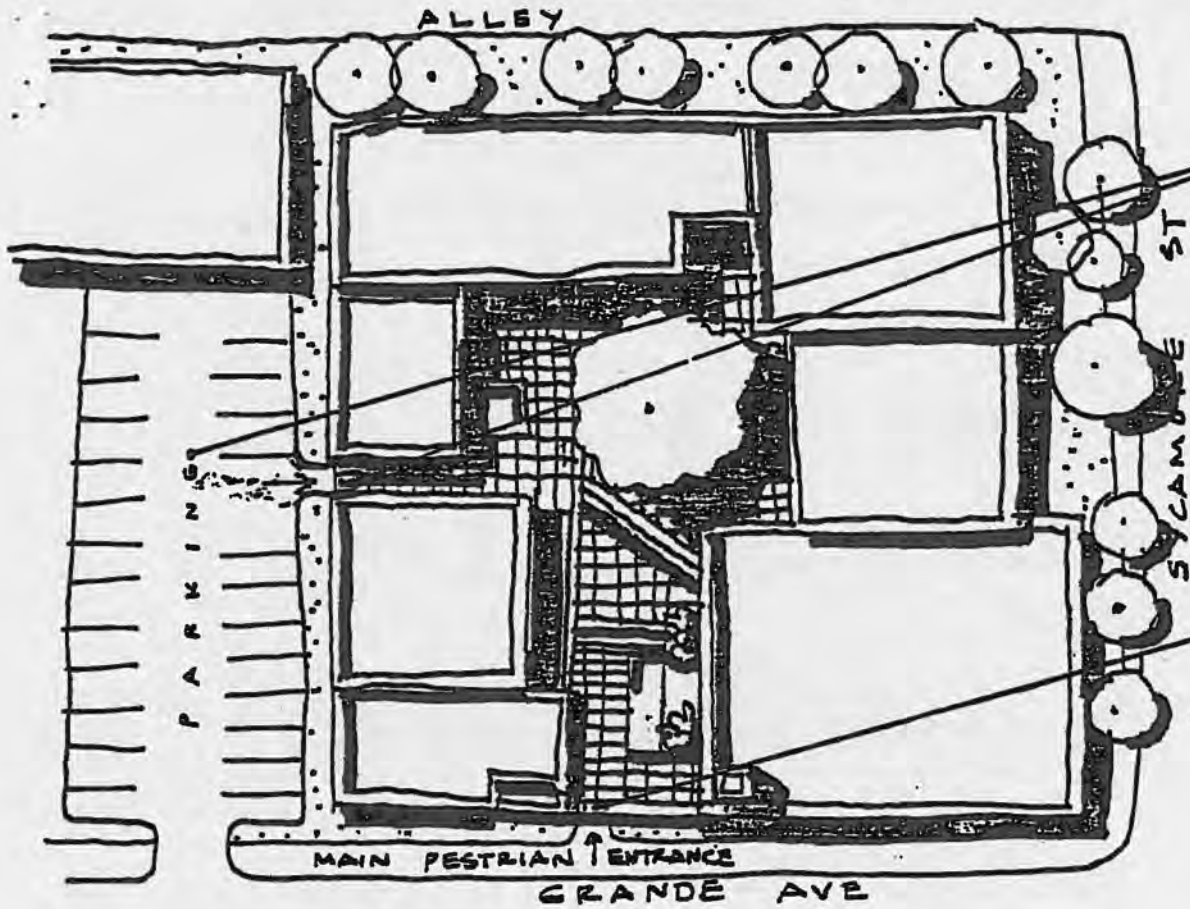 ALLEY
SYCAMORE ST
PARKING
MAIN PESTRIAN ↑ ENTRANCE
GRANDE AVE